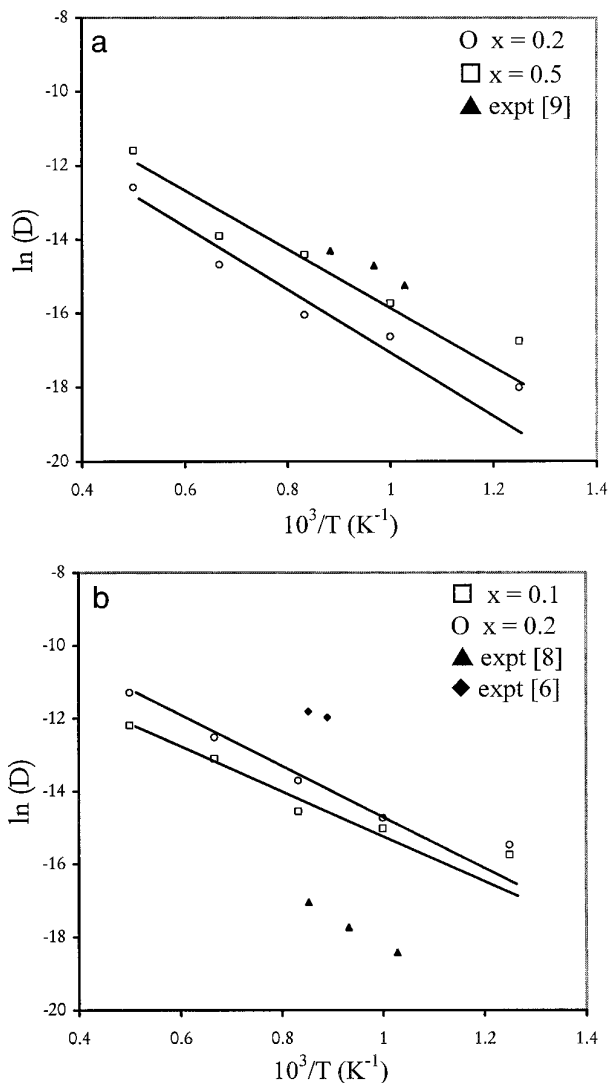 a
○ x = 0.2
□ x = 0.5
▲ expt [9]
ln (D)
-8
-10
-12
-14
-16
-18
-20
0.4 0.6 0.8 1 1.2 1.4
10³/T (K⁻¹)
b
□ x = 0.1
○ x = 0.2
▲ expt [8]
◆ expt [6]
ln (D)
-8
-10
-12
-14
-16
-18
-20
0.4 0.6 0.8 1 1.2 1.4
10³/T (K⁻¹)